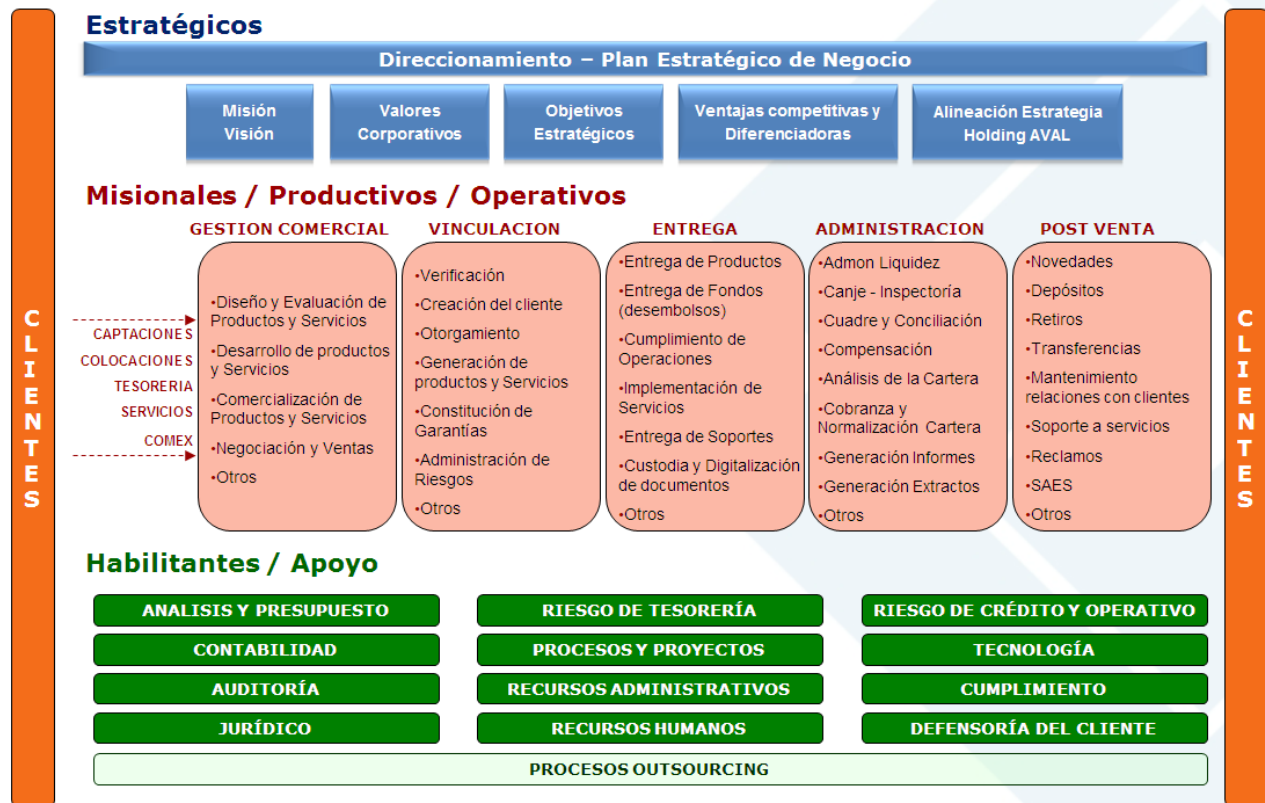 Estratégicos
Direccionamiento – Plan Estratégico de Negocio
Misión
Visión
Valores
Corporativos
Objetivos
Estratégicos
Ventajas competitivas y
Diferenciadoras
Alineación Estrategia
Holding AVAL
Misionales / Productivos / Operativos
CLIENTES
CAPTACIONES
COLOCACIONES
TESORERIA
SERVICIOS
COMEX
GESTION COMERCIAL
•Diseño y Evaluación de
Productos y Servicios
•Desarrollo de productos
y Servicios
•Comercialización de
Productos y Servicios
•Negociación y Ventas
•Otros
VINCULACION
•Verificación
•Creación del cliente
•Otorgamiento
•Generación de
productos y Servicios
•Constitución de
Garantías
•Administración de
Riesgos
•Otros
ENTREGA
•Entrega de Productos
•Entrega de Fondos
(desembolsos)
•Cumplimiento de
Operaciones
•Implementación de
Servicios
•Entrega de Soportes
•Custodia y Digitalización
de documentos
•Otros
ADMINISTRACION
•Admon Liquidez
•Canje - Inspectoría
•Cuadre y Conciliación
•Compensación
•Análisis de la Cartera
•Cobranza y
Normalización Cartera
•Generación Informes
•Generación Extractos
•Otros
POST VENTA
•Novedades
•Depósitos
•Retiros
•Transferencias
•Mantenimiento
relaciones con clientes
•Soporte a servicios
•Reclamos
•SAES
•Otros
CLIENTES
Habilitantes / Apoyo
ANALISIS Y PRESUPUESTO
RIESGO DE TESORERÍA
RIESGO DE CRÉDITO Y OPERATIVO
CONTABILIDAD
PROCESOS Y PROYECTOS
TECNOLOGÍA
AUDITORÍA
RECURSOS ADMINISTRATIVOS
CUMPLIMIENTO
JURÍDICO
RECURSOS HUMANOS
DEFENSORÍA DEL CLIENTE
PROCESOS OUTSOURCING